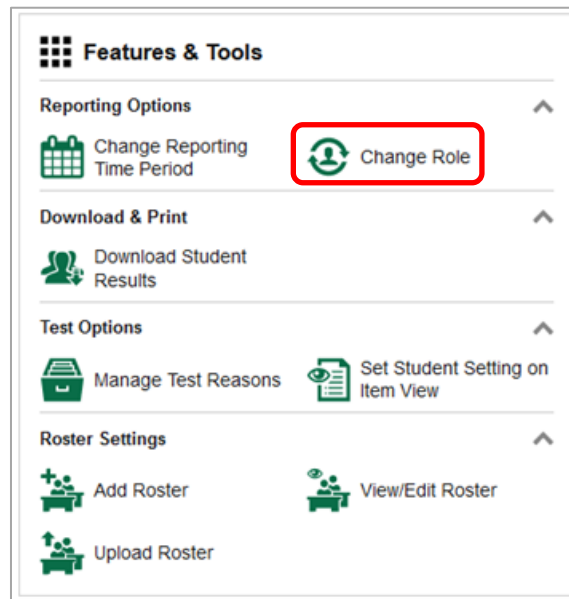 Features & Tools
Reporting Options
Change Reporting
Time Period
Change Role
Download & Print
Download Student
Results
Test Options
Manage Test Reasons
Set Student Setting on
Item View
Roster Settings
Add Roster
View/Edit Roster
Upload Roster